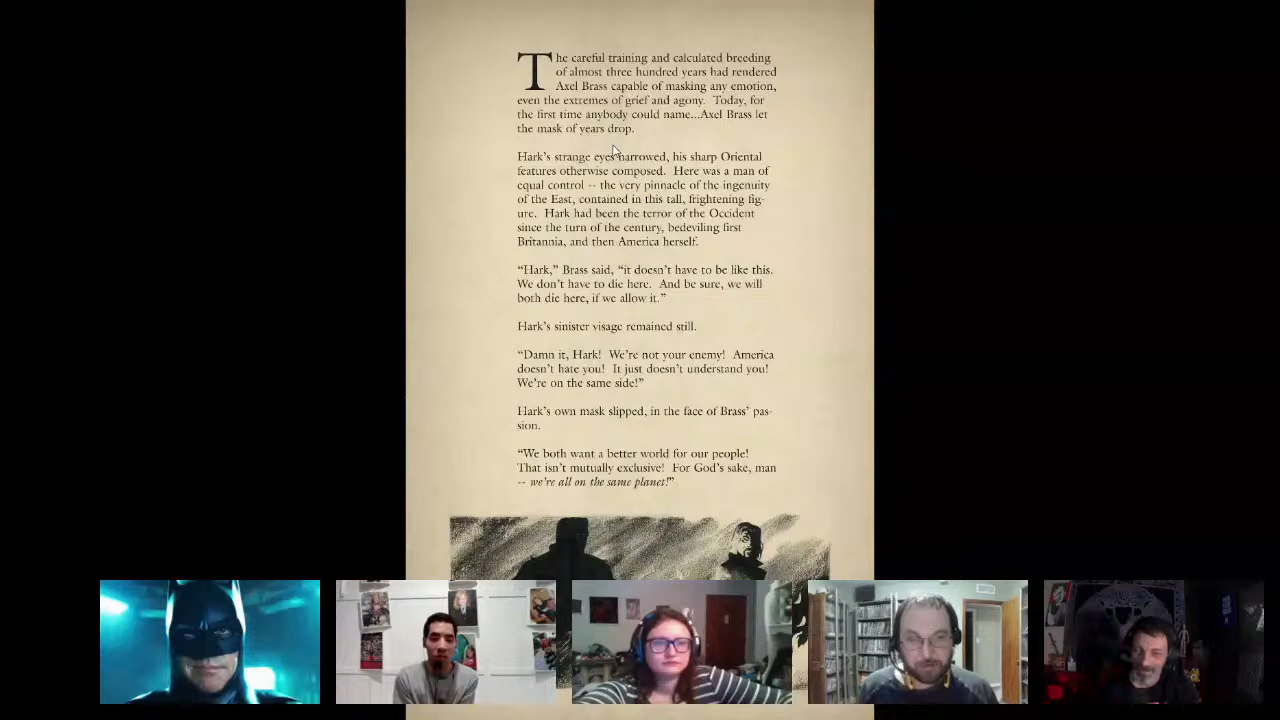 The careful training and calculated breeding
of almost three hundred years had rendered
Axel Brass capable of masking any emotion,
even the extremes of grief and agony. Today, for
the first time anybody could name...Axel Brass let
the mask of years drop.
Hark's strange eyes narrowed, his sharp Oriental
features otherwise composed. Here was a man of
equal control -- the very pinnacle of the ingenuity
of the East, contained in this tall, frightening fig-
ure. Hark had been the terror of the Occident
since the turn of the century, bedeviling first
Britannia, and then America herself.
“Hark,” Brass said, “it doesn't have to be like this.
We don't have to die here. And be sure, we will
both die here, if we allow it.”
Hark's sinister visage remained still.
“Damn it, Hark! We're not your enemy! America
doesn't hate you! It just doesn't understand you!
We're on the same side!”
Hark's own mask slipped, in the face of Brass' pas-
sion.
“We both want a better world for our people!
That isn't mutually exclusive! For God's sake, man
-- we're all on the same planet!”